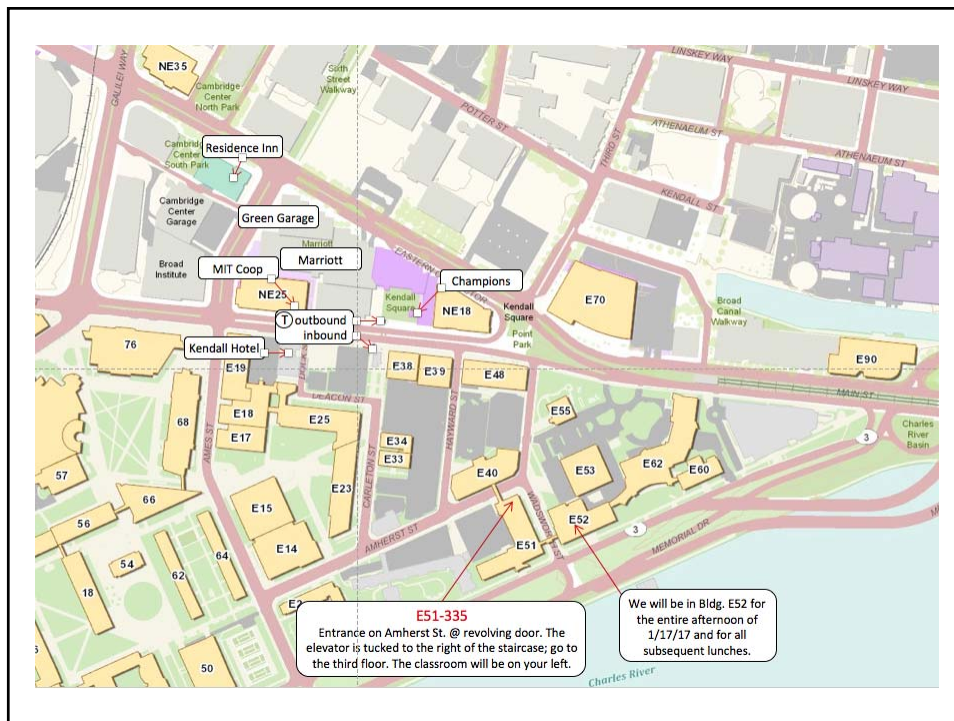 LINSKEY WAY
LINSKEY WAY
NE35
GALILEI WAY
Sixth
Street
Walkway
Cambridge
Center
North Park
POTTER ST
THIRD ST
ATHENAEUM ST
ATHENAEUM ST
Cambridge
Center
South Park
Residence Inn
KENDALL ST
Cambridge
Center
Garage
Green Garage
Marriott
Marriott
Broad
Institute
MIT Coop
NE25
EASTERN
Champions
Kendall
Square
NE18
Kendall
Square
E70
Broad
Canal
Walkway
T outbound
inbound
Point
Park
76
Kendall Hotel
E19
E38
E39
E48
E90
MAIN ST
DEACON ST
E18
E25
E17
68
AMES ST
HAYWARD ST
E55
3
Charles
River
Basin
E34
E33
CARLETON ST
57
66
E40
E53
E62
E60
E23
WADSWORTH ST
E15
56
E52
3
MEMORIAL DR
AMHERST ST
E51
E14
54
64
62
18
E2
50
E51-335
Entrance on Amherst St. @ revolving door. The
elevator is tucked to the right of the staircase; go to
the third floor. The classroom will be on your left.
We will be in Bldg. E52 for
the entire afternoon of
1/17/17 and for all
subsequent lunches.
Charles River